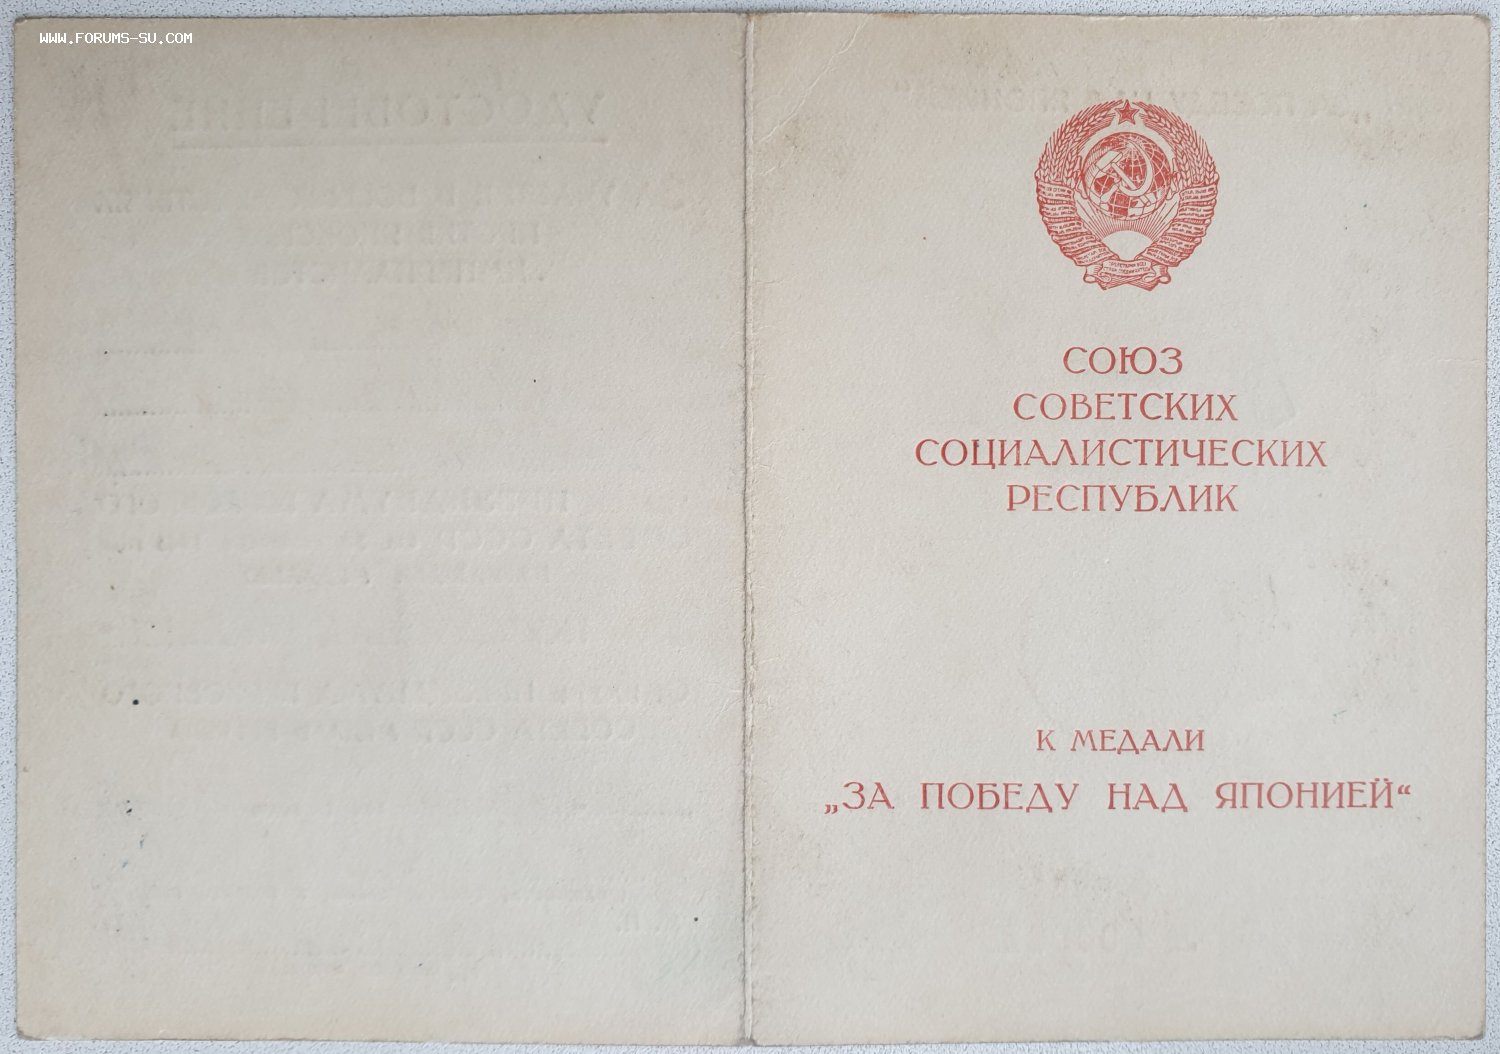 WWW.FORUMS-SU.COM
СОЮЗ
СОВЕТСКИХ
СОЦИАЛИСТИЧЕСКИХ
РЕСПУБЛИК
К МЕДАЛИ
„ЗА ПОБЕДУ НАД ЯПОНИЕЙ“